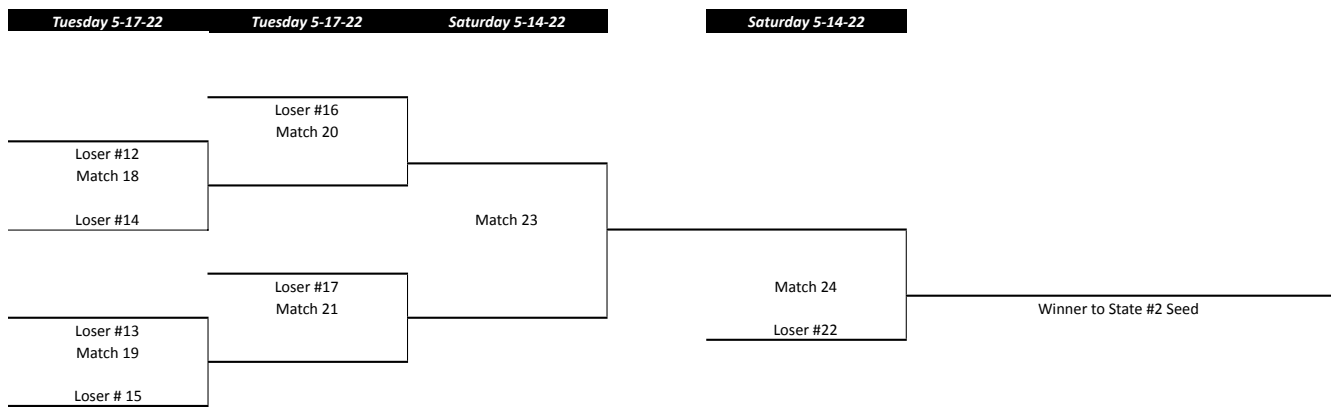 Tuesday 5-17-22 Tuesday 5-17-22 Saturday 5-14-22 Saturday 5-14-22
Loser #16
Match 20
Loser #12
Match 18
Loser #14
Match 23
Loser #17
Match 21
Match 24
Winner to State #2 Seed
Loser #13
Loser #22
Match 19
Loser # 15